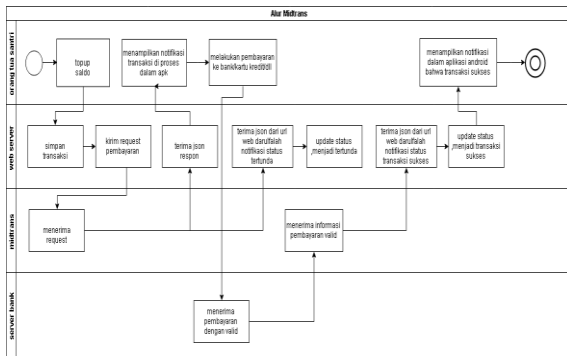 Alur Midtrans
orang tua santri
topup
saldo
menampilkan notifikasi
transaksi di proses
dalam apk
melakukan pembayaran
ke bank/kartu kredit/dll
menampilkan notifikasi
dalam aplikasi android
bahwa transaksi sukses
web server
simpan
transaksi
kirim request
pembayaran
terima json
respon
terima json dari url
web darulfalah
notifikasi status
tertunda
update status
,menjadi tertunda
terima json dari url
web darulfalah
notifikasi status
transaksi sukses
update status
,menjadi transaksi
sukses
midtrans
menerima
request
menerima informasi
pembayaran valid
server bank
menerima
pembayaran
dengan valid